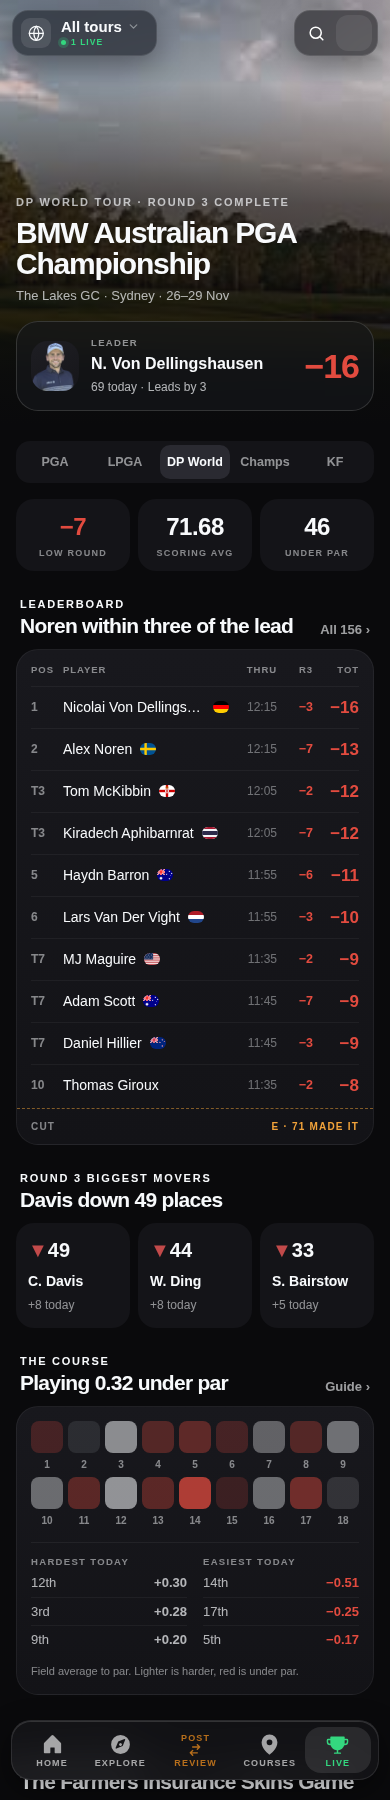 All tours
1 LIVE
DP WORLD TOUR · ROUND 3 COMPLETE
BMW Australian PGA
Championship
The Lakes GC · Sydney · 26–29 Nov
LEADER
N. Von Dellingshausen
69 today · Leads by 3
−16
PGA LPGA DP World Champs KF
−7 71.68 46
LOW ROUND SCORING AVG UNDER PAR
LEADERBOARD
Noren within three of the lead All 156 ›
POS PLAYER THRU R3 TOT
1 Nicolai Von Dellings… 12:15 −3 −16
2 Alex Noren 12:15 −7 −13
T3 Tom McKibbin 12:05 −2 −12
T3 Kiradech Aphibarnrat 12:05 −7 −12
5 Haydn Barron 11:55 −6 −11
6 Lars Van Der Vight 11:55 −3 −10
T7 MJ Maguire 11:35 −2 −9
T7 Adam Scott 11:45 −7 −9
T7 Daniel Hillier 11:45 −3 −9
10 Thomas Giroux 11:35 −2 −8
CUT E · 71 MADE IT
ROUND 3 BIGGEST MOVERS
Davis down 49 places
▼49 ▼44 ▼33
C. Davis W. Ding S. Bairstow
+8 today +8 today +5 today
THE COURSE
Playing 0.32 under par Guide ›
1 2 3 4 5 6 7 8 9
10 11 12 13 14 15 16 17 18
HARDEST TODAY EASIEST TODAY
12th +0.30 14th −0.51
3rd +0.28 17th −0.25
9th +0.20 5th −0.17
Field average to par. Lighter is harder, red is under par.
POST
HOME EXPLORE REVIEW COURSES LIVE
The Farmers Insurance Skins Game